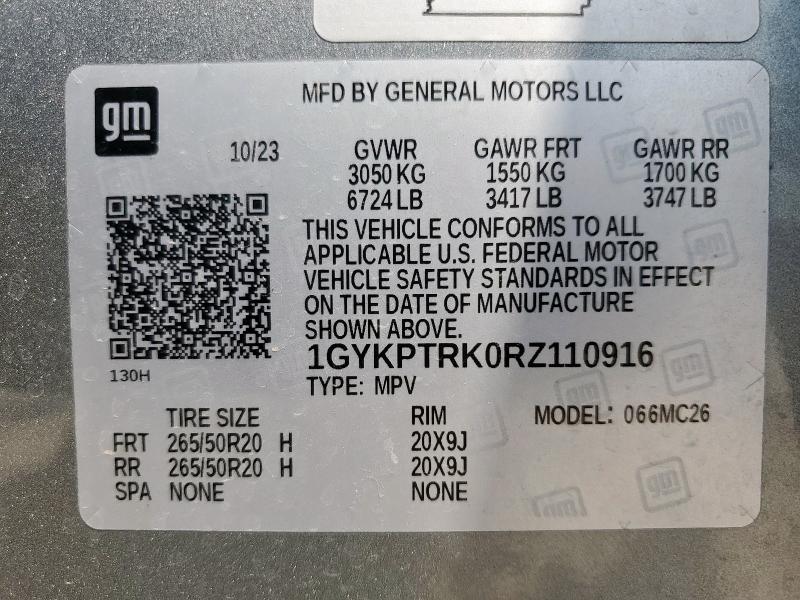 gm
MFD BY GENERAL MOTORS LLC
10/23 GVWR GAWR FRT GAWR RR
3050 KG 1550 KG 1700 KG
6724 LB 3417 LB 3747 LB
THIS VEHICLE CONFORMS TO ALL
APPLICABLE U.S. FEDERAL MOTOR
VEHICLE SAFETY STANDARDS IN EFFECT
ON THE DATE OF MANUFACTURE
SHOWN ABOVE.
1GYKPTRK0RZ110916
130H
TYPE: MPV
TIRE SIZE RIM MODEL: 066MC26
FRT 265/50R20 H 20X9J
RR 265/50R20 H 20X9J
SPA NONE NONE